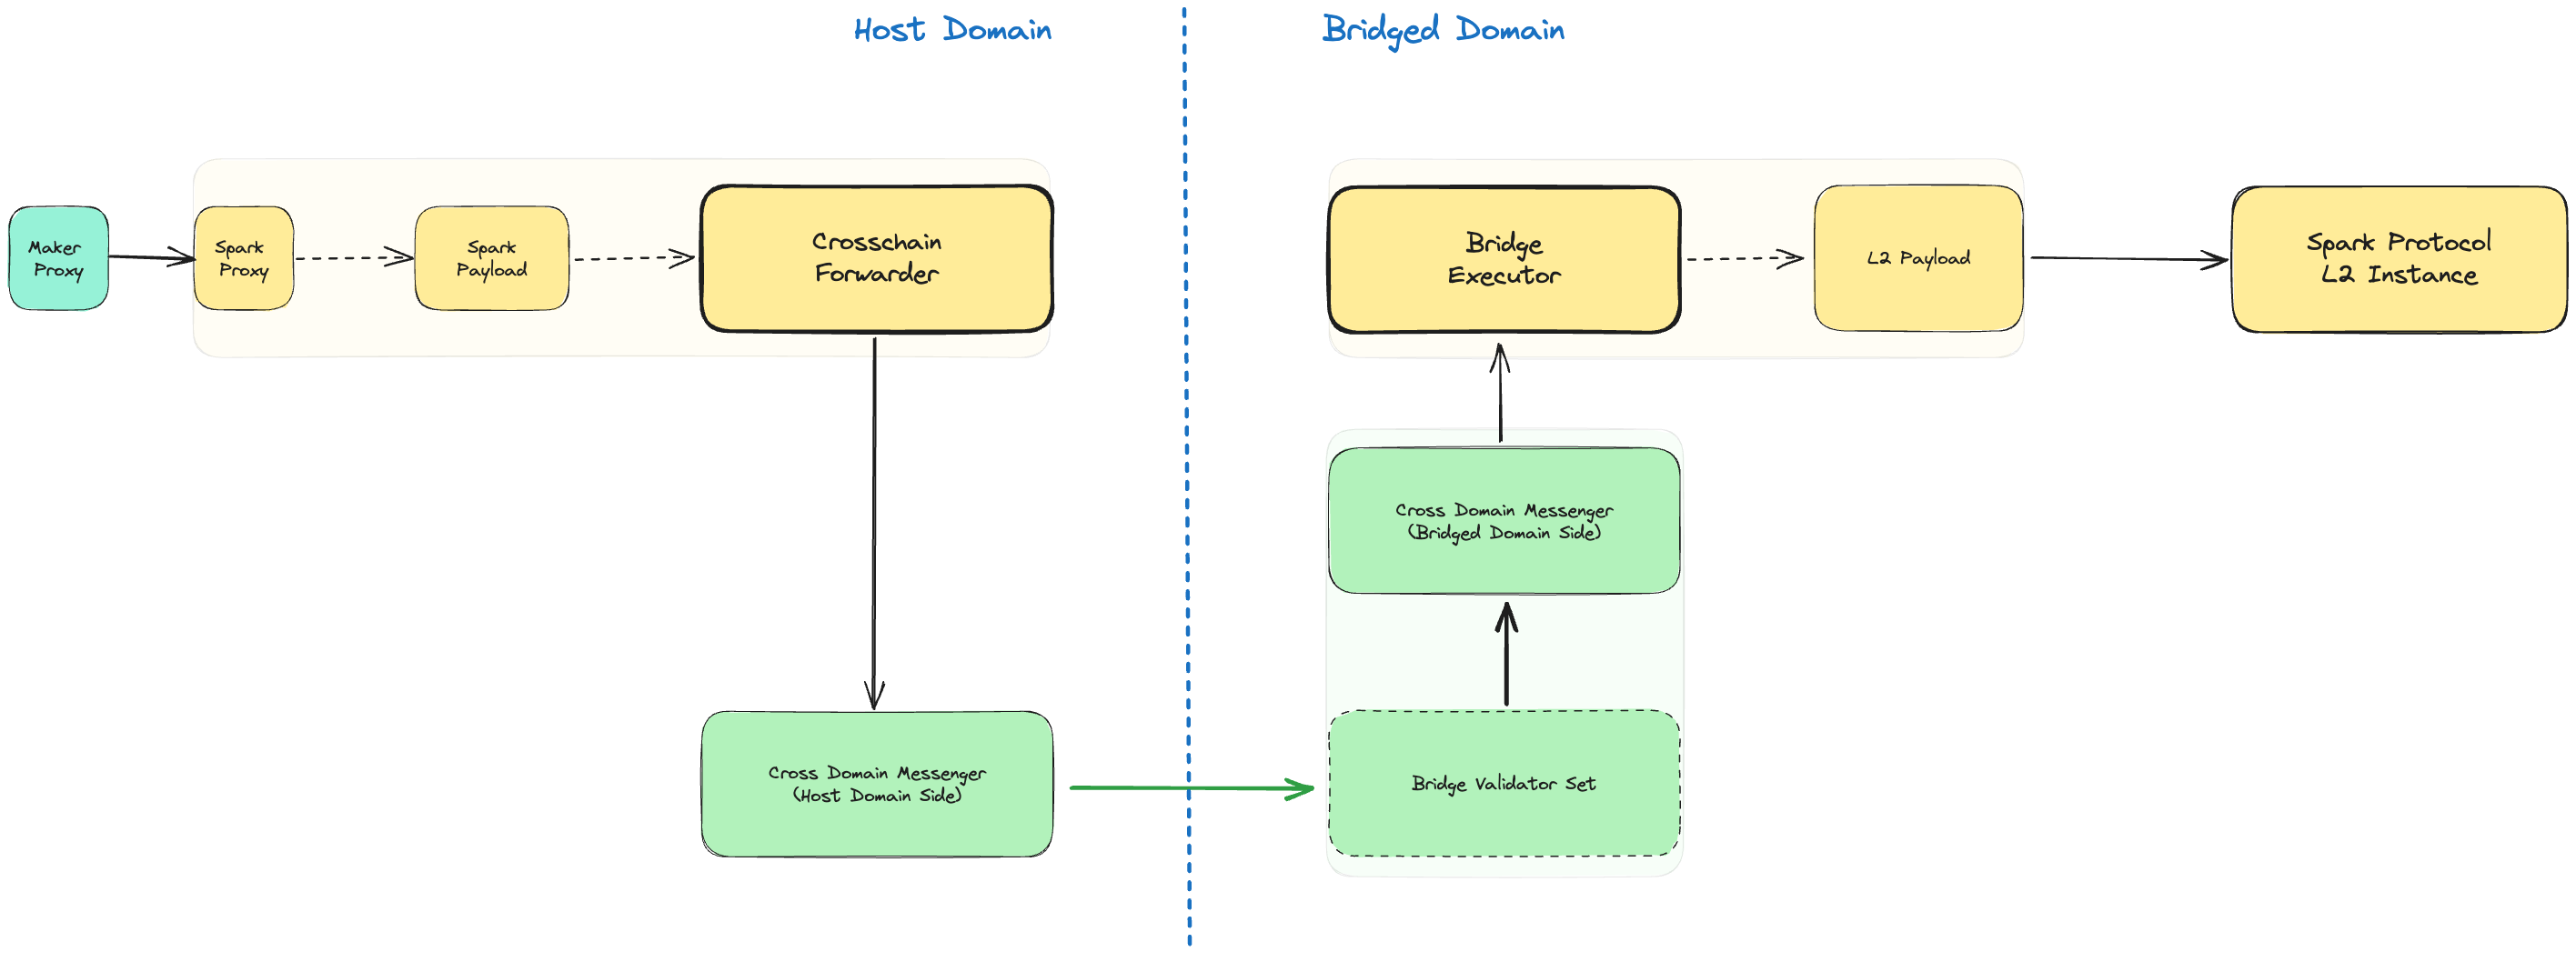 Host Domain
Bridged Domain
Maker
Proxy
Spark
Proxy
Spark
Payload
Crosschain
Forwarder
Bridge
Executor
L2 Payload
Spark Protocol
L2 Instance
Cross Domain Messenger
(Bridged Domain Side)
Cross Domain Messenger
(Host Domain Side)
Bridge Validator Set